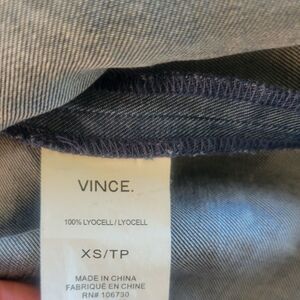 VINCE.
100% LYOCELL / LYOCELL
XS/TP
MADE IN CHINA
FABRIQUÉ EN CHINE
RN# 106730